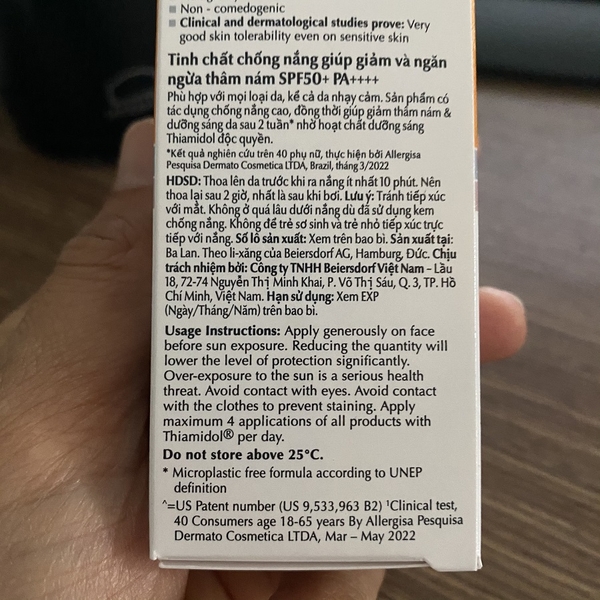 Non - comedogenic
Clinical and dermatological studies prove: Very
good skin tolerability even on sensitive skin
Tinh chất chống nắng giúp giảm và ngăn
ngừa thâm nám SPF50+ PA++++
Phù hợp với mọi loại da, kể cả da nhạy cảm. Sản phẩm có
tác dụng chống nắng cao, đồng thời giúp giảm thâm nám &
dưỡng sáng da sau 2 tuần* nhờ hoạt chất dưỡng sáng
Thiamidol độc quyền.
*Kết quả nghiên cứu trên 40 phụ nữ, thực hiện bởi Allergisa
Pesquisa Dermato Cosmetica LTDA, Brazil, tháng 3/2022
HDSD: Thoa lên da trước khi ra nắng ít nhất 10 phút. Nên
thoa lại sau 2 giờ, nhất là sau khi bơi. Lưu ý: Tránh tiếp xúc
với mắt. Không ở quá lâu dưới nắng dù đã sử dụng kem
chống nắng. Không để trẻ sơ sinh và trẻ nhỏ tiếp xúc trực
tiếp với nắng. Số lô sản xuất: Xem trên bao bì. Sản xuất tại:
Ba Lan. Theo li-xăng của Beiersdorf AG, Hamburg, Đức. Chịu
trách nhiệm bởi: Công ty TNHH Beiersdorf Việt Nam – Lầu
18, 72-74 Nguyễn Thị Minh Khai, P. Võ Thị Sáu, Q. 3, TP. Hồ
Chí Minh, Việt Nam. Hạn sử dụng: Xem EXP
(Ngày/Tháng/Năm) trên bao bì.
Usage Instructions: Apply generously on face
before sun exposure. Reducing the quantity will
lower the level of protection significantly.
Over-exposure to the sun is a serious health
threat. Avoid contact with eyes. Avoid contact
with the clothes to prevent staining. Apply
maximum 4 applications of all products with
Thiamidol® per day.
Do not store above 25°C.
* Microplastic free formula according to UNEP
definition
^=US Patent number (US 9,533,963 B2) ¹Clinical test,
40 Consumers age 18-65 years By Allergisa Pesquisa
Dermato Cosmetica LTDA, Mar – May 2022